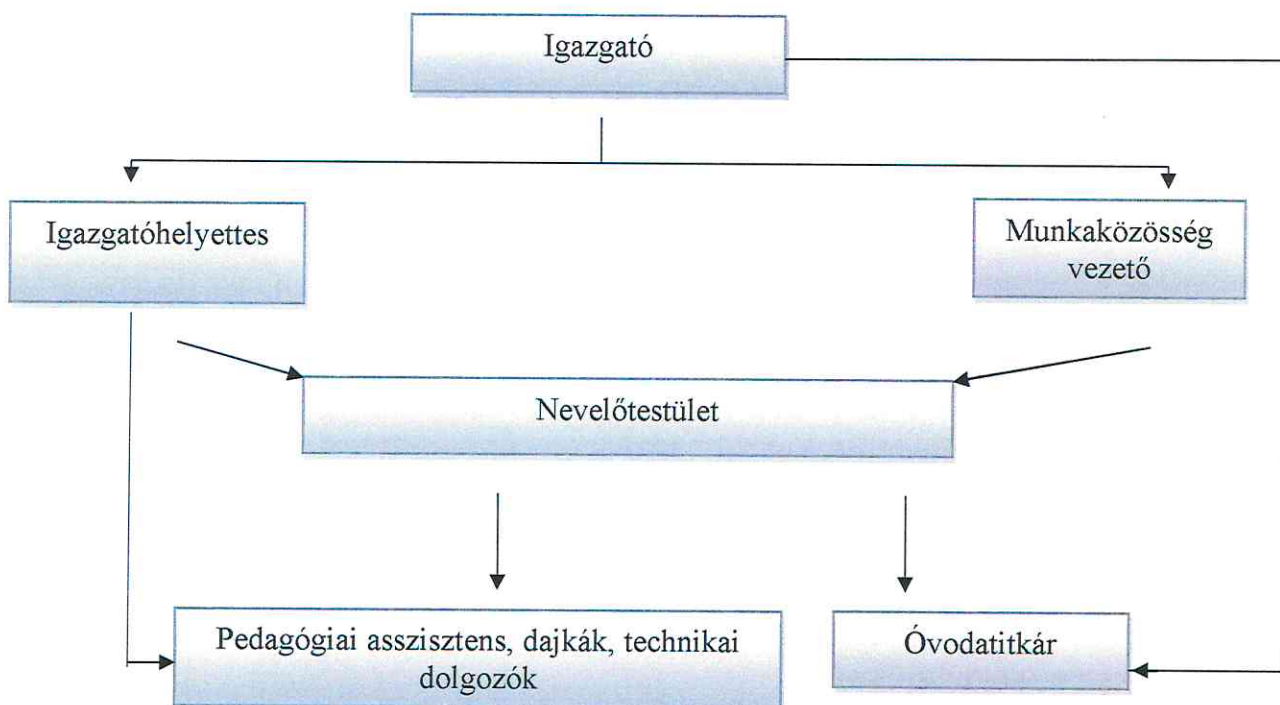 Igazgató
Igazgatóhelyettes
Munkaközösség
vezető
Nevelőtestület
Pedagógiai asszisztens, dajkák, technikai
dolgozók
Óvodatitkár